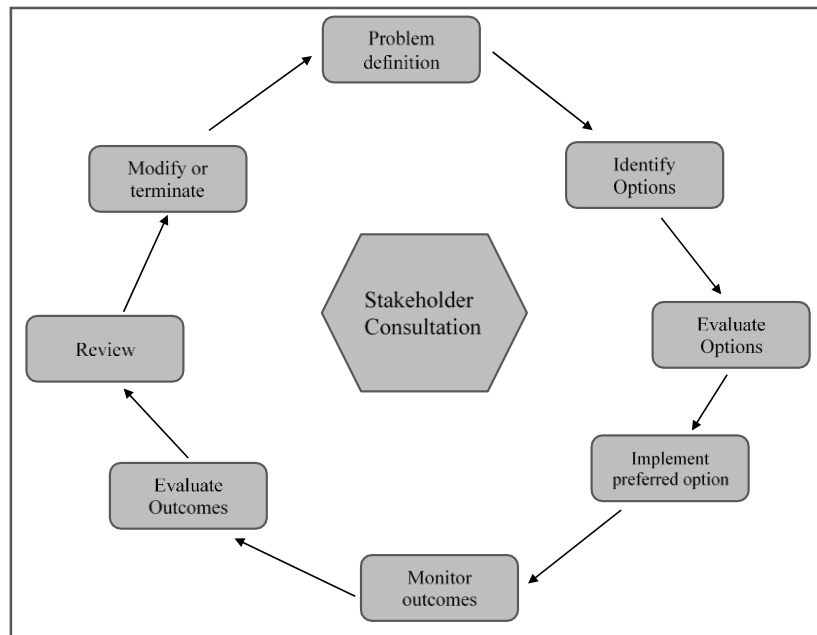 Problem
definition
Identify
Options
Evaluate
Options
Implement
preferred option
Monitor
outcomes
Evaluate
Outcomes
Review
Modify or
terminate
Stakeholder
Consultation